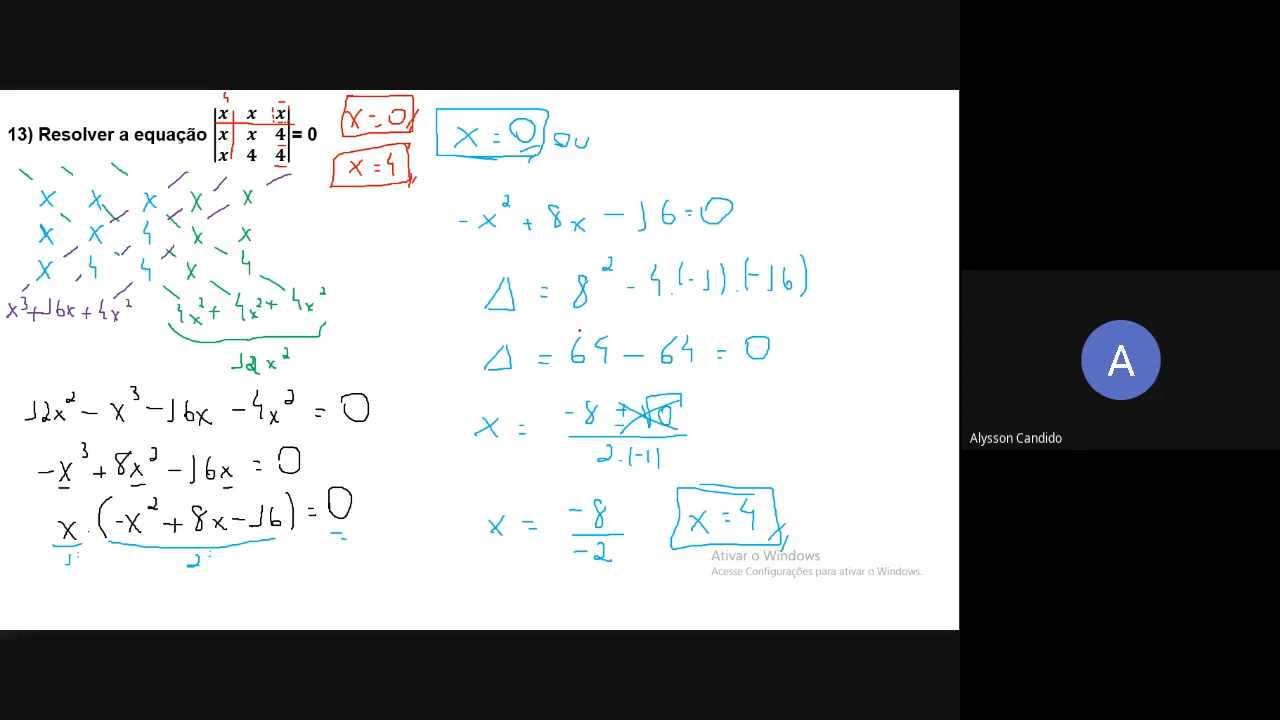 13) Resolver a equação |x x x| = 0
|x x 4|
|x 4 4|
4
x = 0
x = 4
x x x x x
x x 4 x x
x 4 4 x 4
x³ + 16x + 4x² 4x² + 4x² + 4x²
12x²
12x² - x³ - 16x - 4x² = 0
-x³ + 8x² - 16x = 0
x · (-x² + 8x - 16) = 0
1º 2º
x = 0 ou
-x² + 8x - 16 = 0
Δ = 8² - 4.(-1).(-16)
Δ = 64 - 64 = 0
x = -8 ± √0 / 2.(-1)
x = -8 / -2 x = 4
Ativar o Windows
Acesse Configurações para ativar o Windows.
A
Alysson Candido